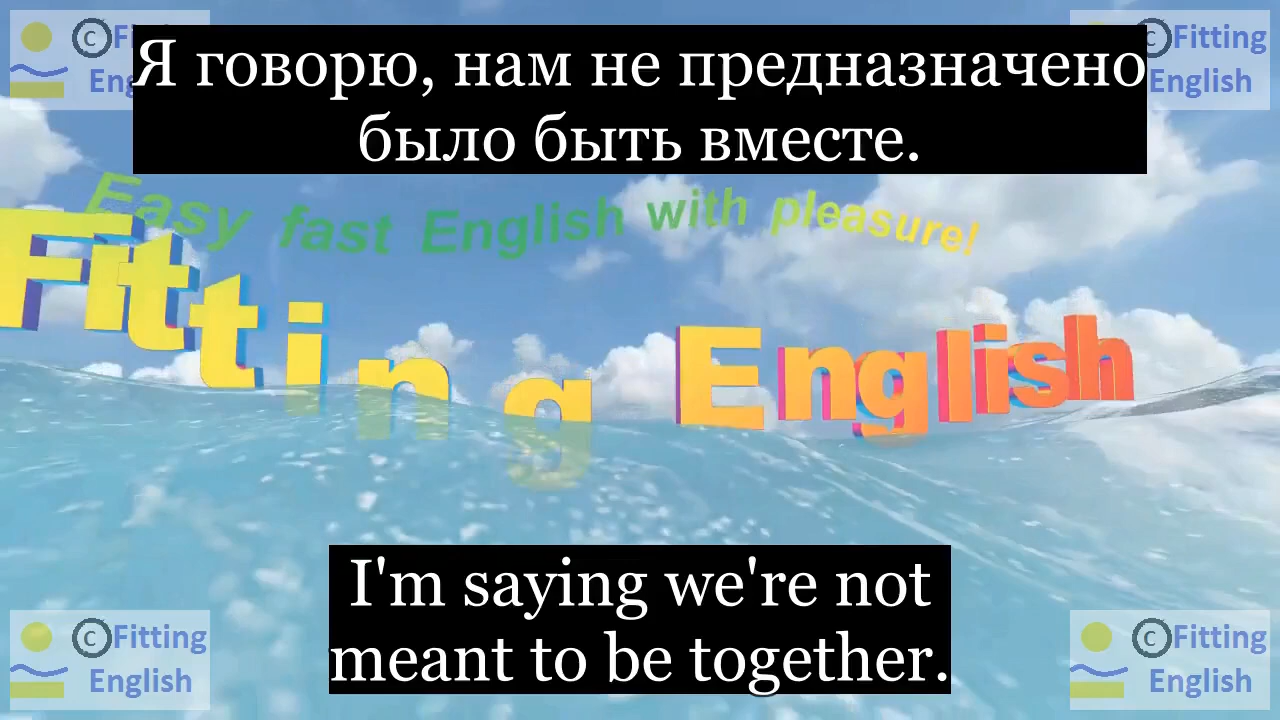 © Fitting
English
© Fitting
English
Я говорю, нам не предназначено
было быть вместе.
Easy fast English with pleasure!
Fitting English
I'm saying we're not
meant to be together.
© Fitting
English
© Fitting
English